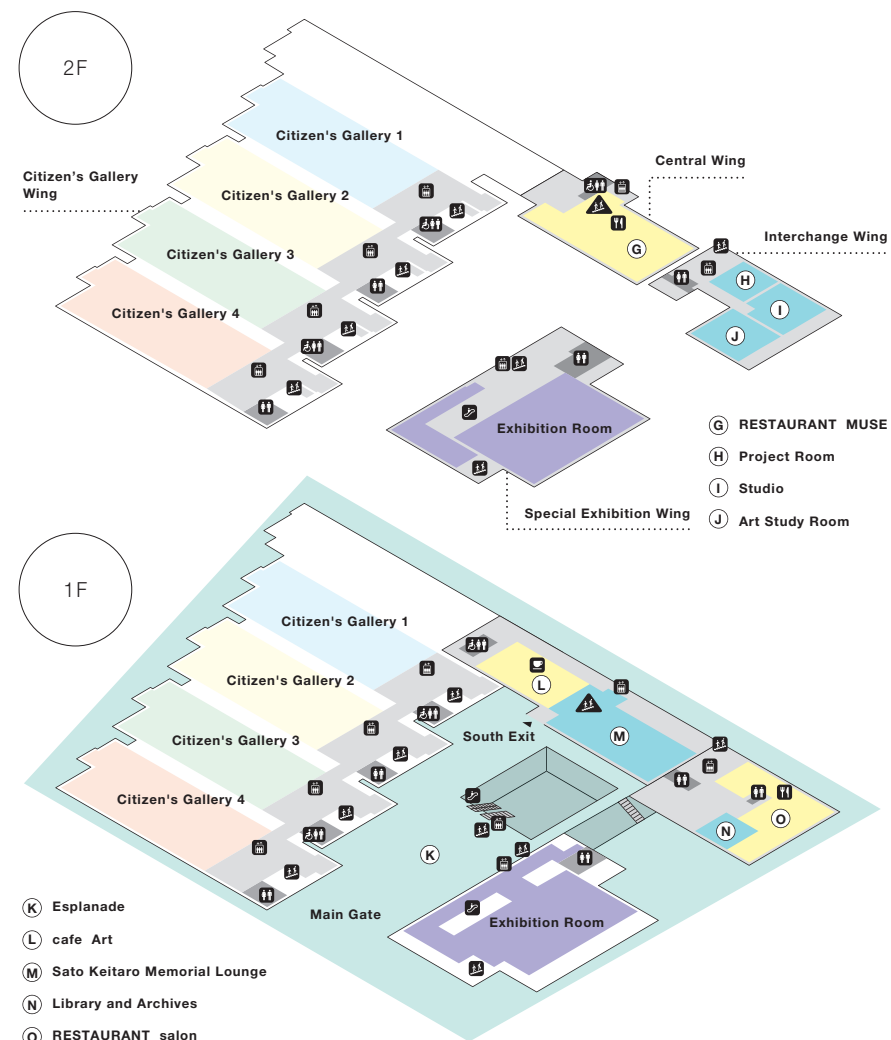 2F
Citizen's Gallery 1
Citizen's Gallery 2
Citizen's Gallery 3
Citizen's Gallery 4
Citizen's Gallery
Wing
Central Wing
Interchange Wing
G
H
I
J
Exhibition Room
Special Exhibition Wing
G RESTAURANT MUSE
H Project Room
I Studio
J Art Study Room
1F
Citizen's Gallery 1
Citizen's Gallery 2
Citizen's Gallery 3
Citizen's Gallery 4
L
South Exit
M
K
N
O
Main Gate
Exhibition Room
K Esplanade
L cafe Art
M Sato Keitaro Memorial Lounge
N Library and Archives
O RESTAURANT salon